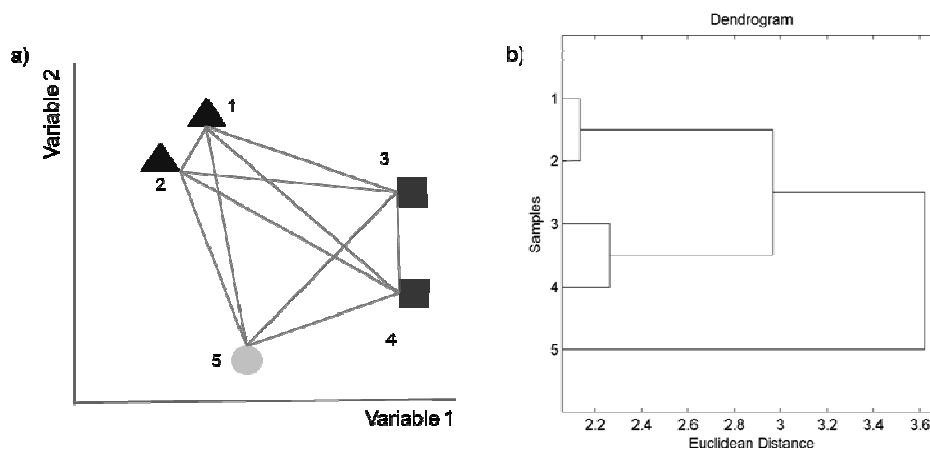 a)
Variable 2
1
2
3
4
5
Variable 1
b)
Dendrogram
Samples
1
2
3
4
5
2.2 2.4 2.6 2.8 3 3.2 3.4 3.6
Euclidean Distance